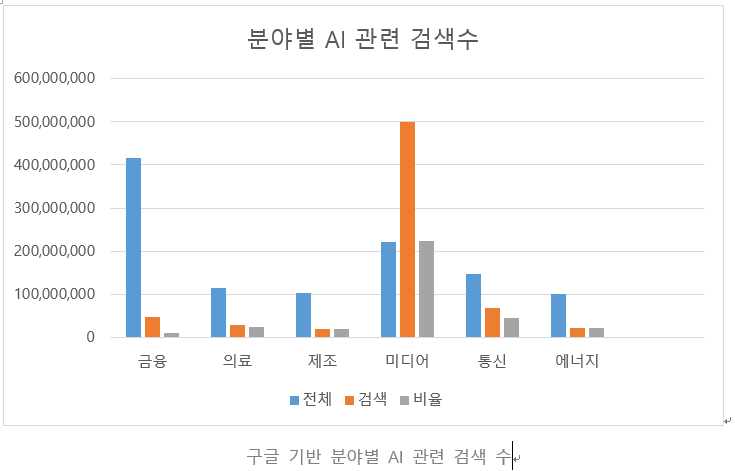 분야별 AI 관련 검색수
600,000,000
500,000,000
400,000,000
300,000,000
200,000,000
100,000,000
0
금융 의료 제조 미디어 통신 에너지
전체 검색 비율
구글 기반 분야별 AI 관련 검색 수